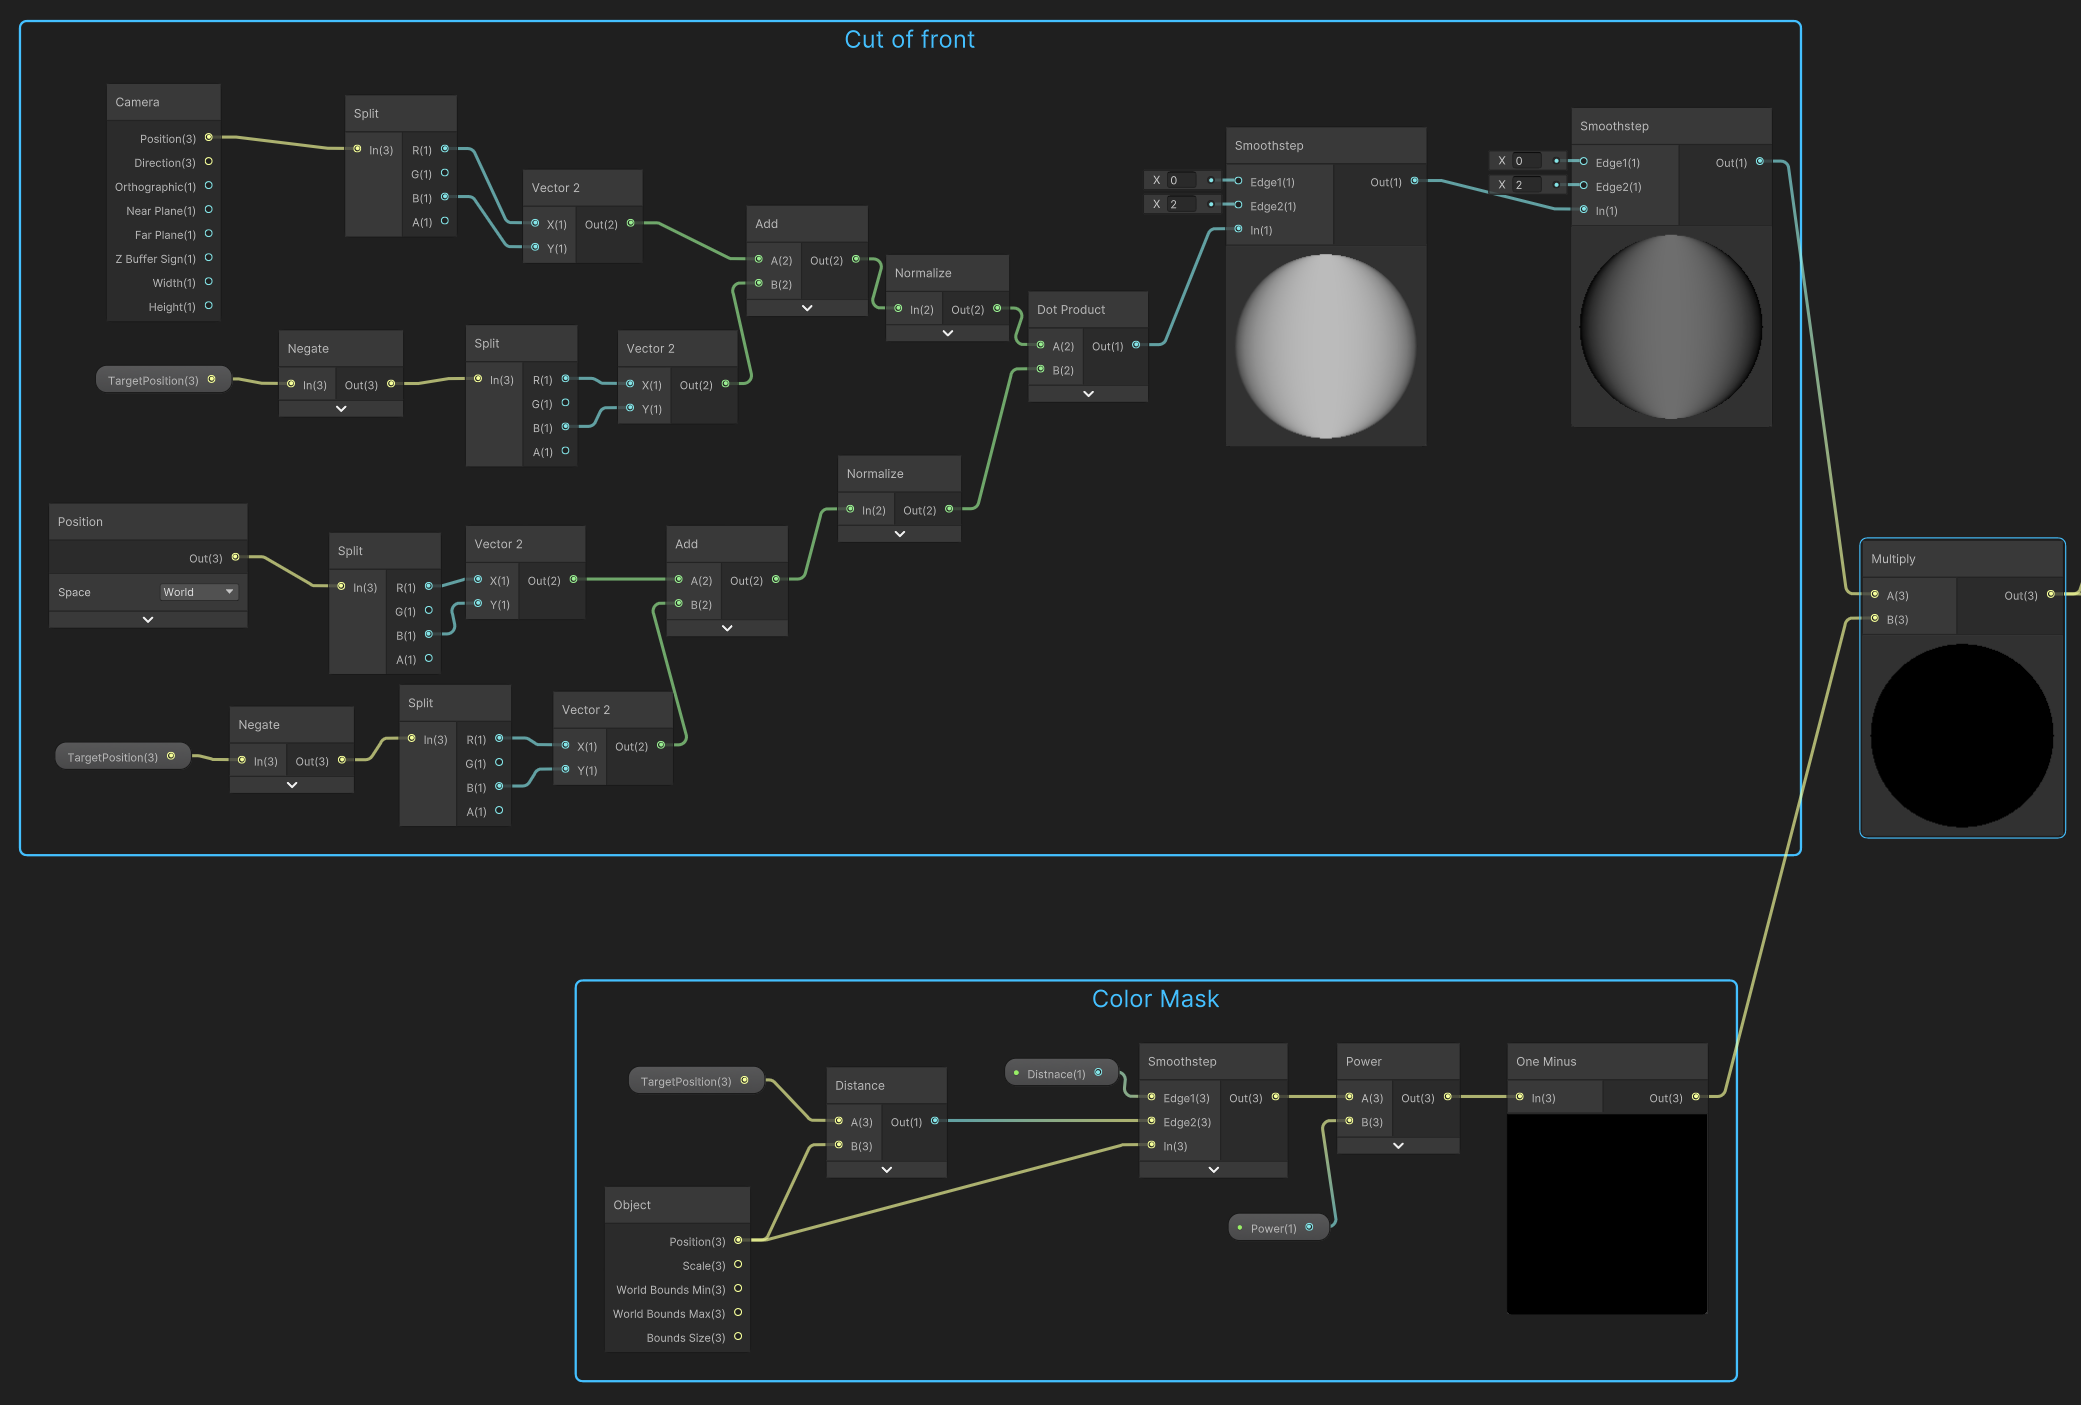 Cut of front
Camera
Position(3)
Direction(3)
Orthographic(1)
Near Plane(1)
Far Plane(1)
Z Buffer Sign(1)
Width(1)
Height(1)
Split
In(3) R(1)
G(1)
B(1)
A(1)
Vector 2
X(1) Out(2)
Y(1)
TargetPosition(3)
Negate
In(3) Out(3)
Split
In(3) R(1)
G(1)
B(1)
A(1)
Vector 2
X(1) Out(2)
Y(1)
Add
A(2) Out(2)
B(2)
Normalize
In(2) Out(2)
Dot Product
A(2) Out(1)
B(2)
Smoothstep
X 0 Edge1(1) Out(1)
X 2 Edge2(1)
In(1)
Smoothstep
X 0 Edge1(1) Out(1)
X 2 Edge2(1)
In(1)
Position
Out(3)
Space World
Split
In(3) R(1)
G(1)
B(1)
A(1)
Vector 2
X(1) Out(2)
Y(1)
TargetPosition(3)
Negate
In(3) Out(3)
Split
In(3) R(1)
G(1)
B(1)
A(1)
Vector 2
X(1) Out(2)
Y(1)
Add
A(2) Out(2)
B(2)
Normalize
In(2) Out(2)
Multiply
A(3) Out(3)
B(3)
Color Mask
TargetPosition(3)
Object
Position(3)
Scale(3)
World Bounds Min(3)
World Bounds Max(3)
Bounds Size(3)
Distance
A(3) Out(1)
B(3)
Distnace(1)
Smoothstep
Edge1(3) Out(3)
Edge2(3)
In(3)
Power(1)
Power
A(3) Out(3)
B(3)
One Minus
In(3) Out(3)